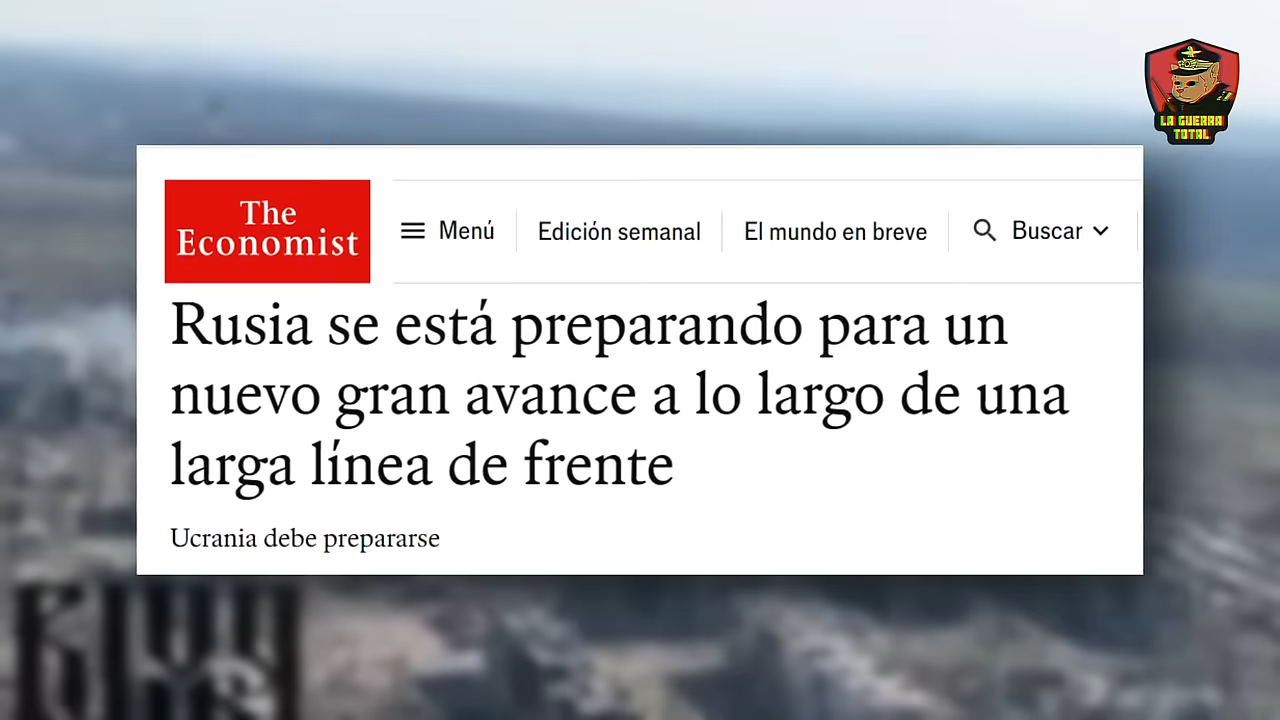 LA GUERRA
TOTAL
The
Economist
Menú
Edición semanal
El mundo en breve
Buscar
Rusia se está preparando para un
nuevo gran avance a lo largo de una
larga línea de frente
Ucrania debe prepararse